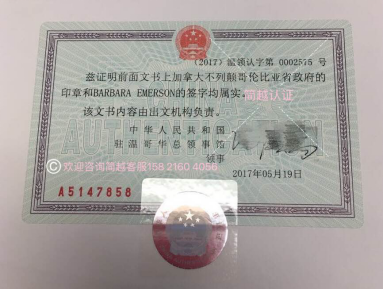 （2017）温领认字第 0002575 号
兹证明前面文书上加拿大不列颠哥伦比亚省政府的
印章和BARBARA EMERSON的签字均属实。
简越认证
该文书内容由出文机构负责。
中华人民共和国
驻温哥华总领事馆
领事
© 欢迎咨询简越客服158 2160 4056
2017年05月19日
A5147858